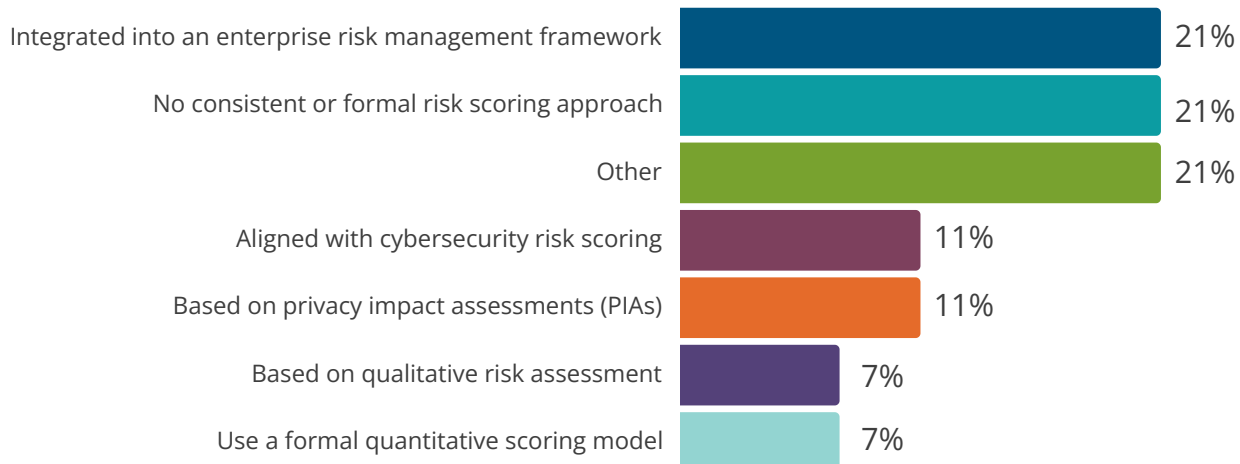 Integrated into an enterprise risk management framework 21%
No consistent or formal risk scoring approach 21%
Other 21%
Aligned with cybersecurity risk scoring 11%
Based on privacy impact assessments (PIAs) 11%
Based on qualitative risk assessment 7%
Use a formal quantitative scoring model 7%